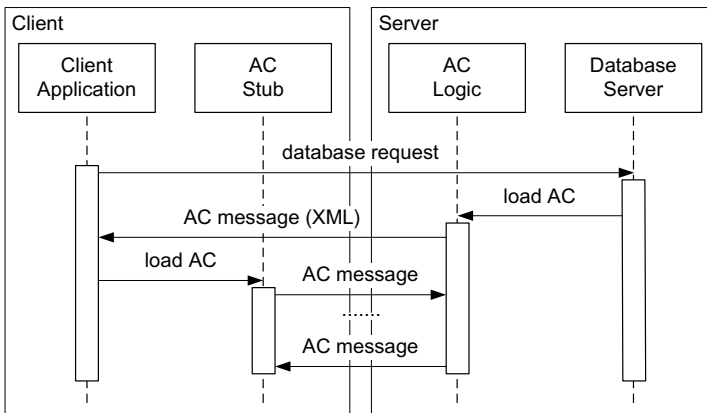 Client
Server
Client
Application
AC
Stub
AC
Logic
Database
Server
database request
load AC
AC message (XML)
load AC
AC message
........
AC message